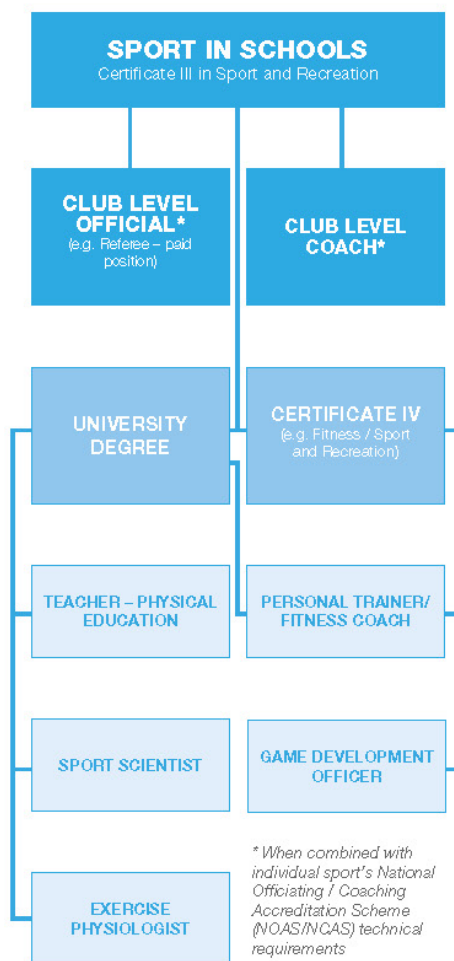 SPORT IN SCHOOLS
Certificate III in Sport and Recreation
CLUB LEVEL
OFFICIAL*
(e.g. Referee – paid
position)
CLUB LEVEL
COACH*
UNIVERSITY
DEGREE
CERTIFICATE IV
(e.g. Fitness / Sport
and Recreation)
TEACHER – PHYSICAL
EDUCATION
PERSONAL TRAINER/
FITNESS COACH
SPORT SCIENTIST
GAME DEVELOPMENT
OFFICER
EXERCISE
PHYSIOLOGIST
* When combined with
individual sport's National
Officiating / Coaching
Accreditation Scheme
(NOAS/NCAS) technical
requirements